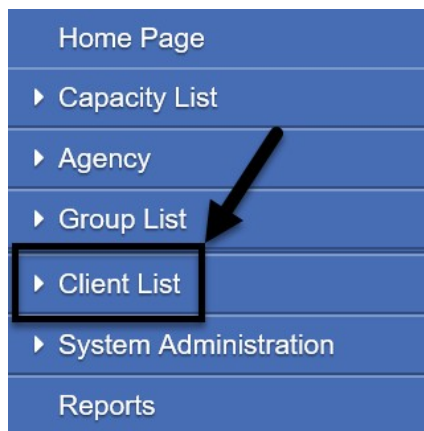 Home Page
Capacity List
Agency
Group List
Client List
System Administration
Reports